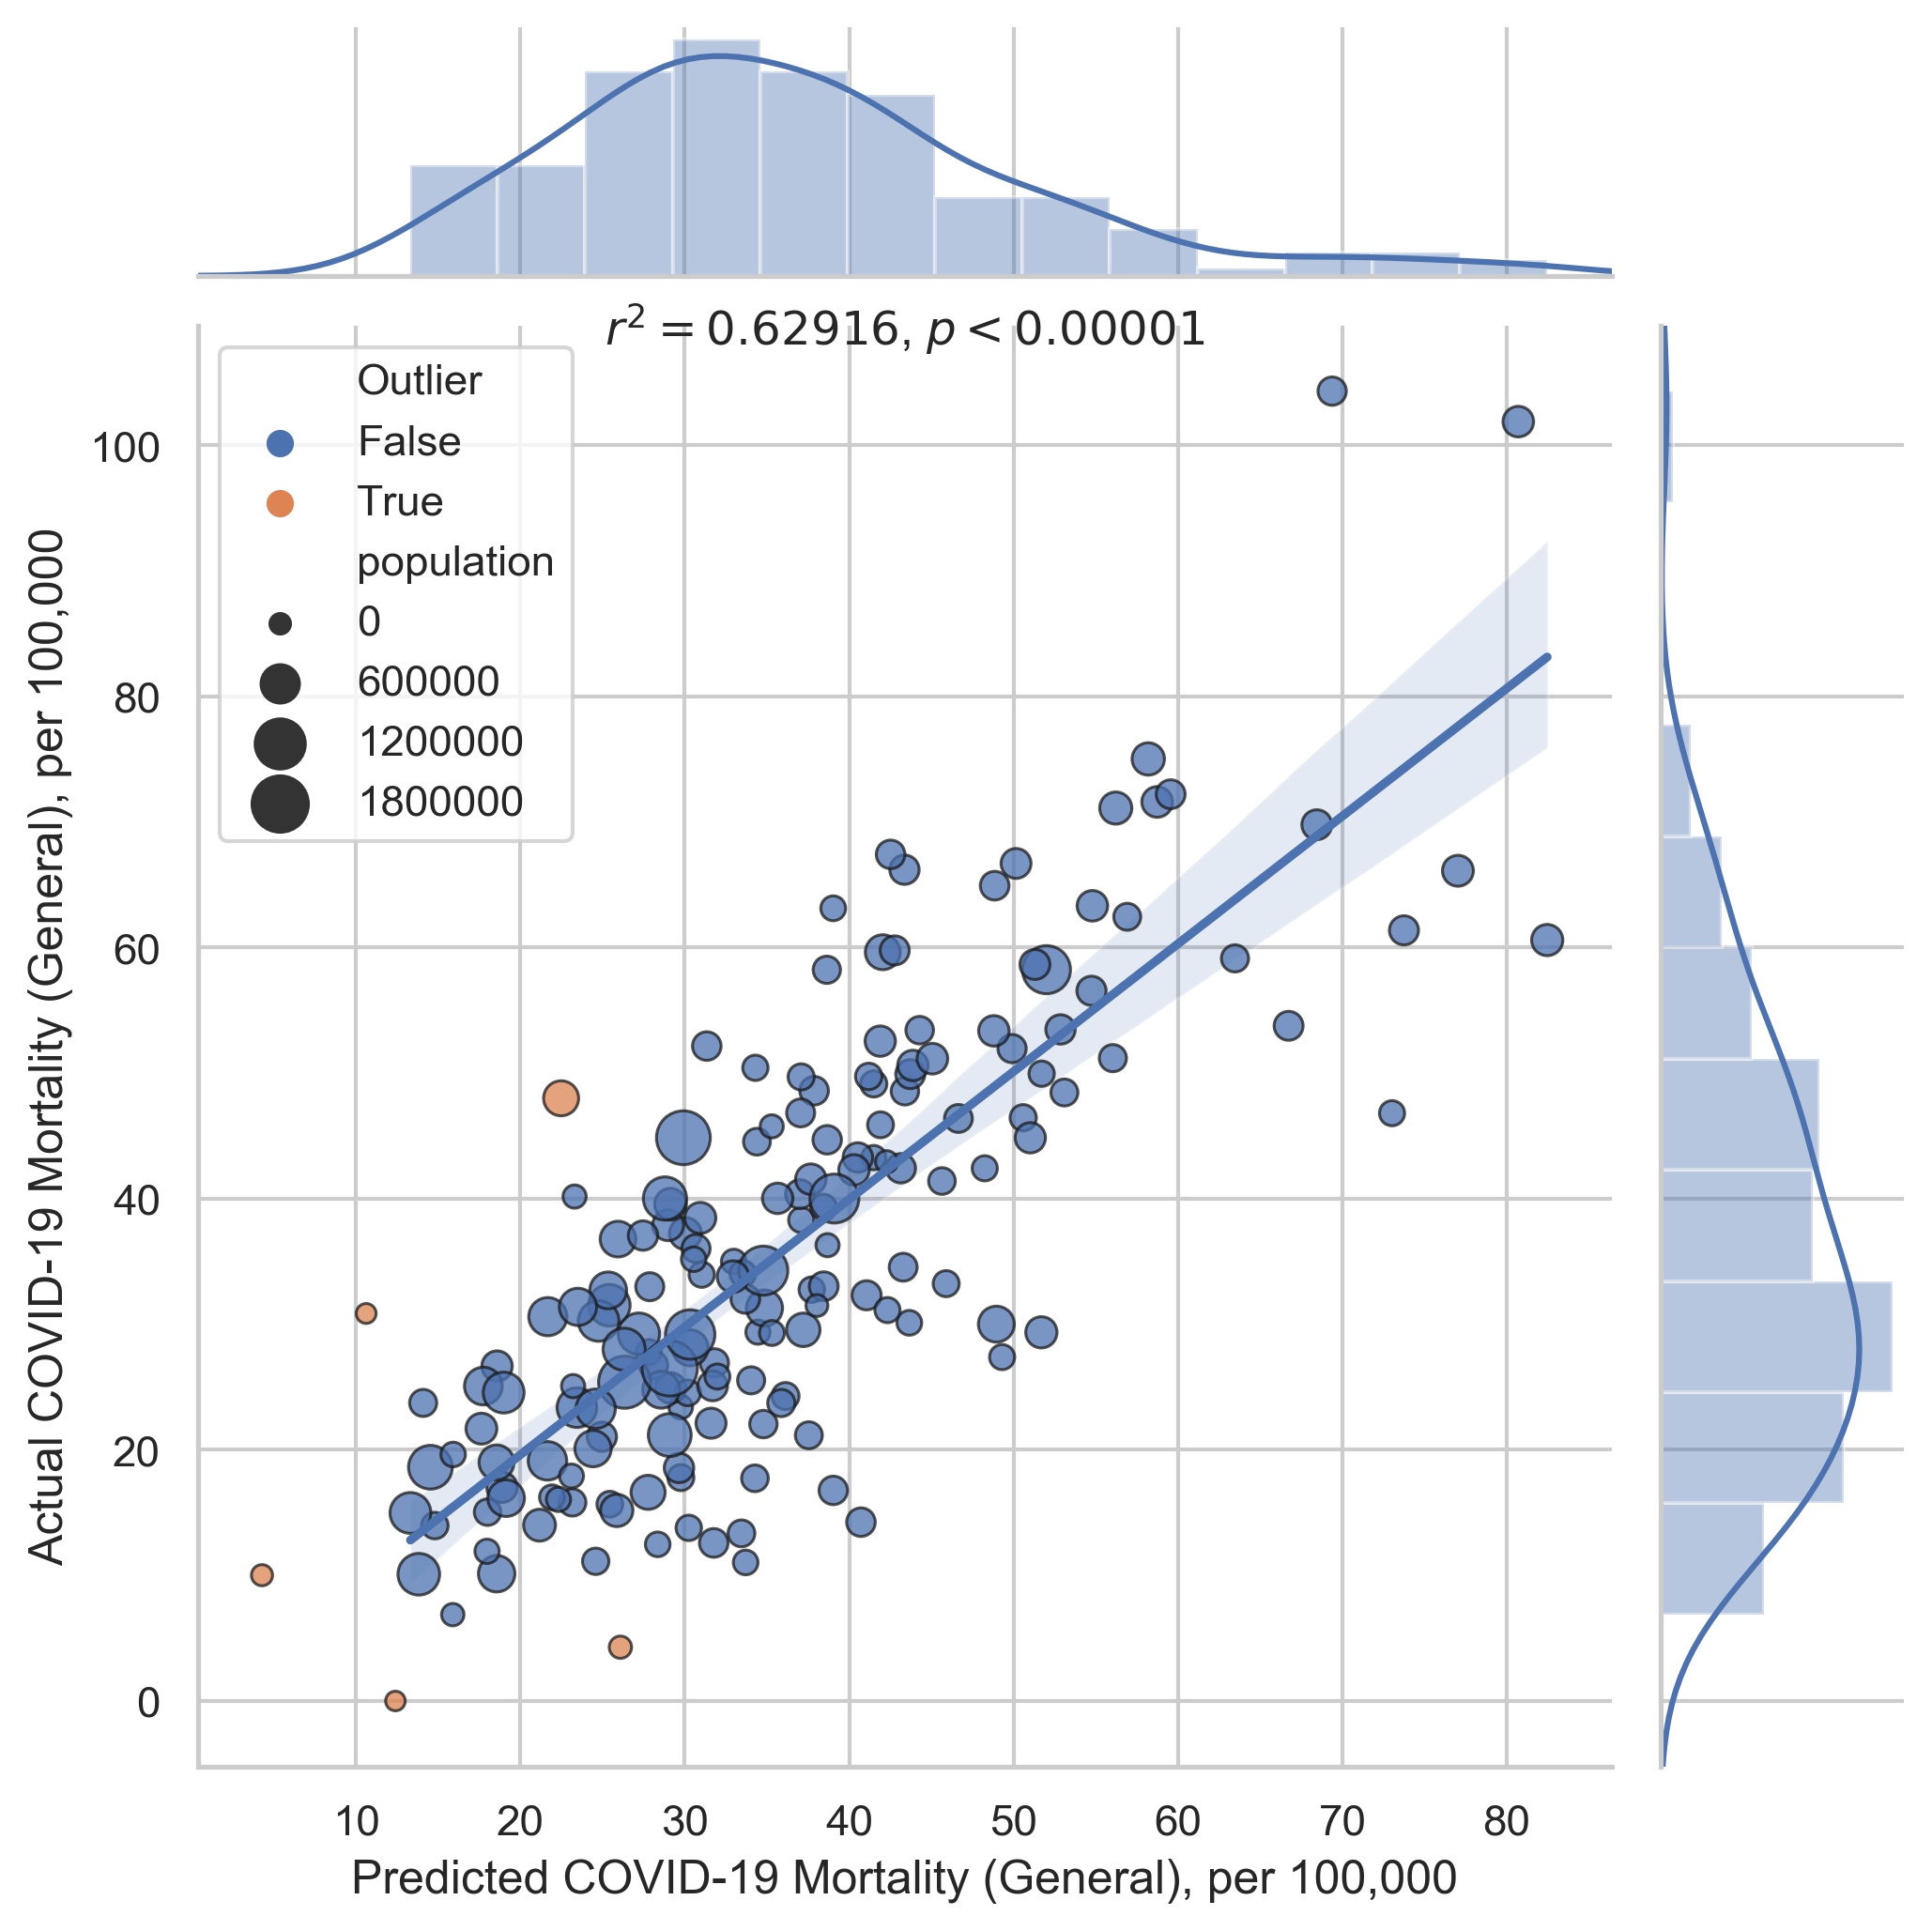 r² = 0.62916, p < 0.00001
Outlier
False
True
population
0
600000
1200000
1800000
Actual COVID-19 Mortality (General), per 100,000
100
80
60
40
20
0
10 20 30 40 50 60 70 80
Predicted COVID-19 Mortality (General), per 100,000